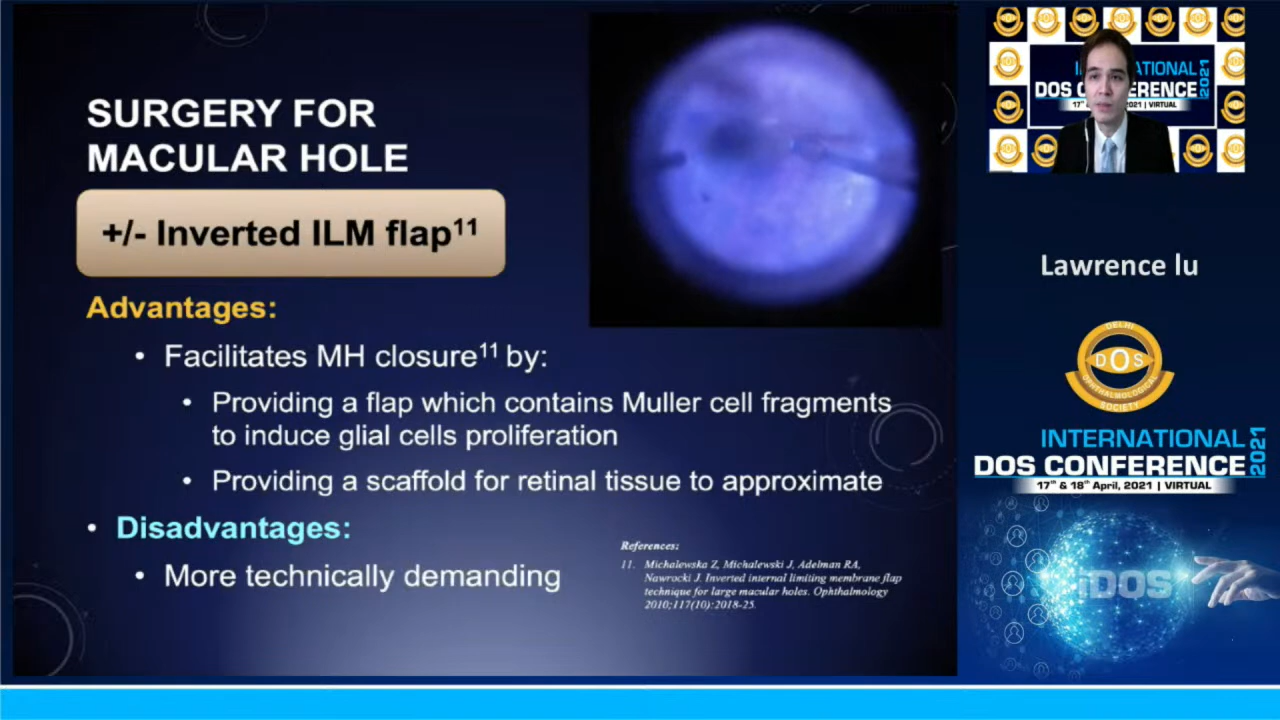 SURGERY FOR
MACULAR HOLE
+/- Inverted ILM flap11
Advantages:
• Facilitates MH closure11 by:
• Providing a flap which contains Muller cell fragments
to induce glial cells proliferation
• Providing a scaffold for retinal tissue to approximate
• Disadvantages:
• More technically demanding
References:
11. Michalewska Z, Michalewski J, Adelman RA,
Nawrocki J. Inverted internal limiting membrane flap
technique for large macular holes. Ophthalmology
2010;117(10):2018-25.
Lawrence lu
DELHI
DOS
OPHTHALMOLOGICAL
SOCIETY
INTERNATIONAL
DOS CONFERENCE
2021
17th & 18th April, 2021 | VIRTUAL
iDOS